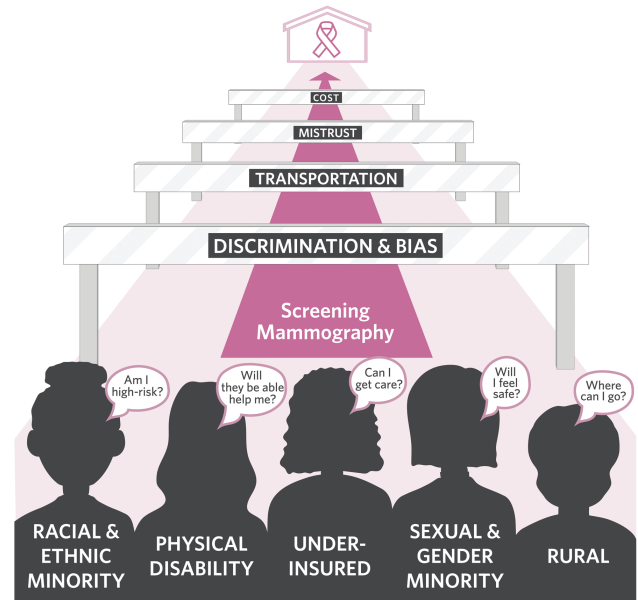 COST
MISTRUST
TRANSPORTATION
DISCRIMINATION & BIAS
Screening
Mammography
Am I
high-risk?
Will
they be able
help me?
Can I
get care?
Will
I feel
safe?
Where
can I go?
RACIAL &
ETHNIC
MINORITY
PHYSICAL
DISABILITY
UNDER-
INSURED
SEXUAL &
GENDER
MINORITY
RURAL